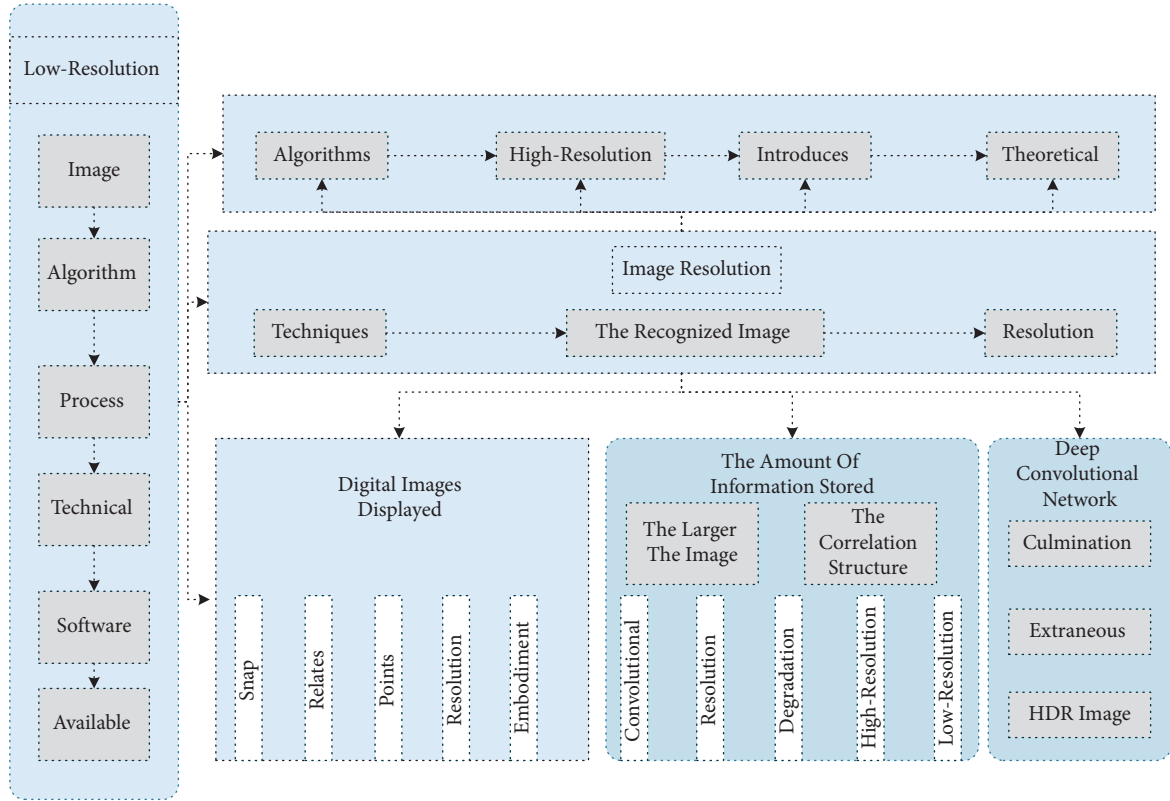 Low-Resolution
Image
Algorithm
Process
Technical
Software
Available
Algorithms
High-Resolution
Introduces
Theoretical
Image Resolution
Techniques
The Recognized Image
Resolution
Digital Images
Displayed
Snap
Relates
Points
Resolution
Embodiment
The Amount Of
Information Stored
The Larger
The Image
The
Correlation
Structure
Convolutional
Resolution
Degradation
High-Resolution
Low-Resolution
Deep
Convolutional
Network
Culmination
Extraneous
HDR Image